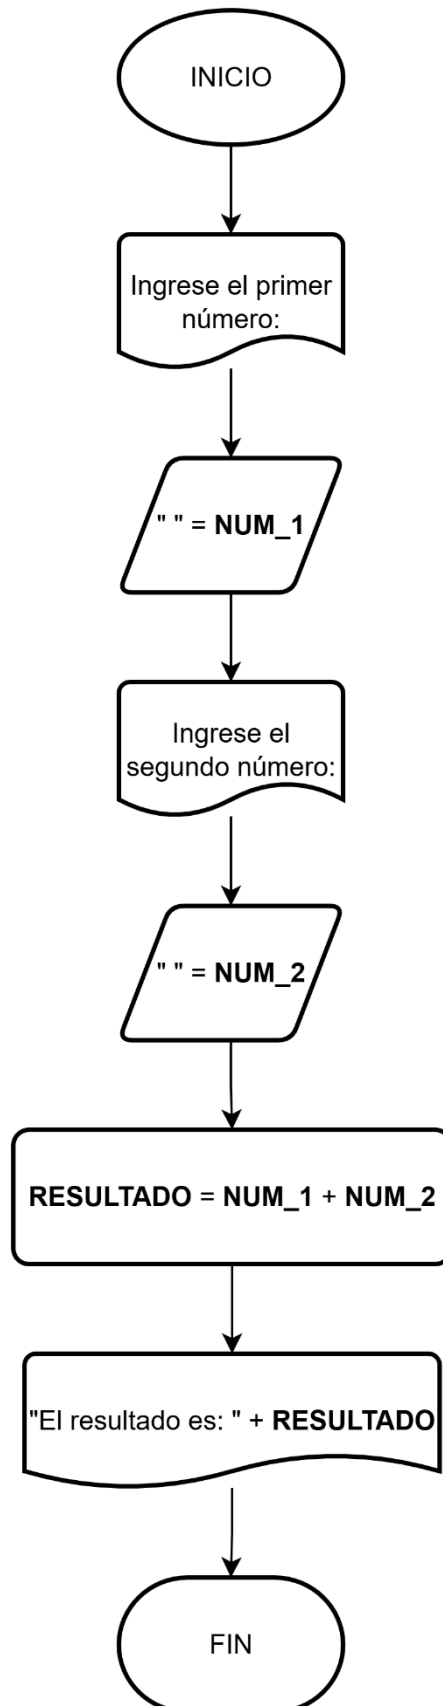 INICIO
Ingrese el primer
número:
" " = NUM_1
Ingrese el
segundo número:
" " = NUM_2
RESULTADO = NUM_1 + NUM_2
"El resultado es: " + RESULTADO
FIN